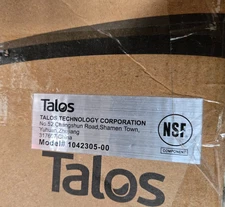 Talos
TALOS TECHNOLOGY CORPORATION
No.52 Changshun Road, Shamen Town,
Yuhuan, Zhejiang
China
Model# 1042305-00
NSF
COMPONENT
Talos